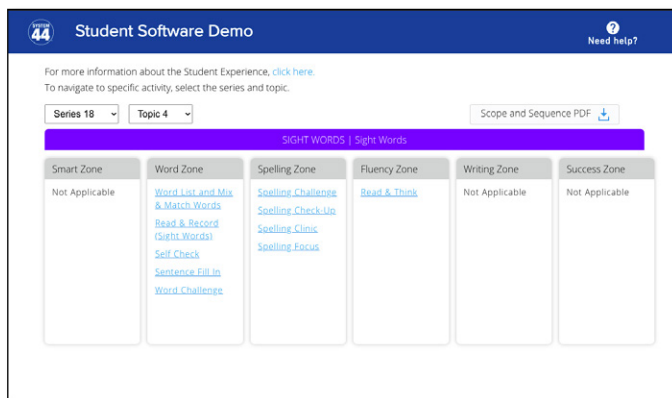 SYSTEM
44
Student Software Demo
?
Need help?
For more information about the Student Experience, click here.
To navigate to specific activity, select the series and topic.
Series 18
Topic 4
Scope and Sequence PDF
SIGHT WORDS | Sight Words
Smart Zone
Not Applicable
Word Zone
Word List and Mix
& Match Words
Read & Record
(Sight Words)
Self Check
Sentence Fill In
Word Challenge
Spelling Zone
Spelling Challenge
Spelling Check-Up
Spelling Clinic
Spelling Focus
Fluency Zone
Read & Think
Writing Zone
Not Applicable
Success Zone
Not Applicable